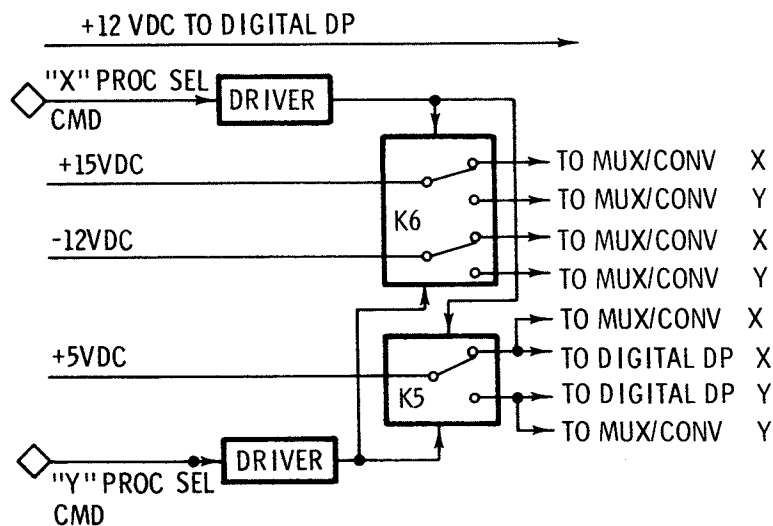 +12 VDC TO DIGITAL DP
"X" PROC SEL
CMD
DRIVER
+15VDC
TO MUX/CONV X
TO MUX/CONV Y
K6
-12VDC
TO MUX/CONV X
TO MUX/CONV Y
TO MUX/CONV X
+5VDC
TO DIGITAL DP X
K5
TO DIGITAL DP Y
TO MUX/CONV Y
DRIVER
"Y" PROC SEL
CMD